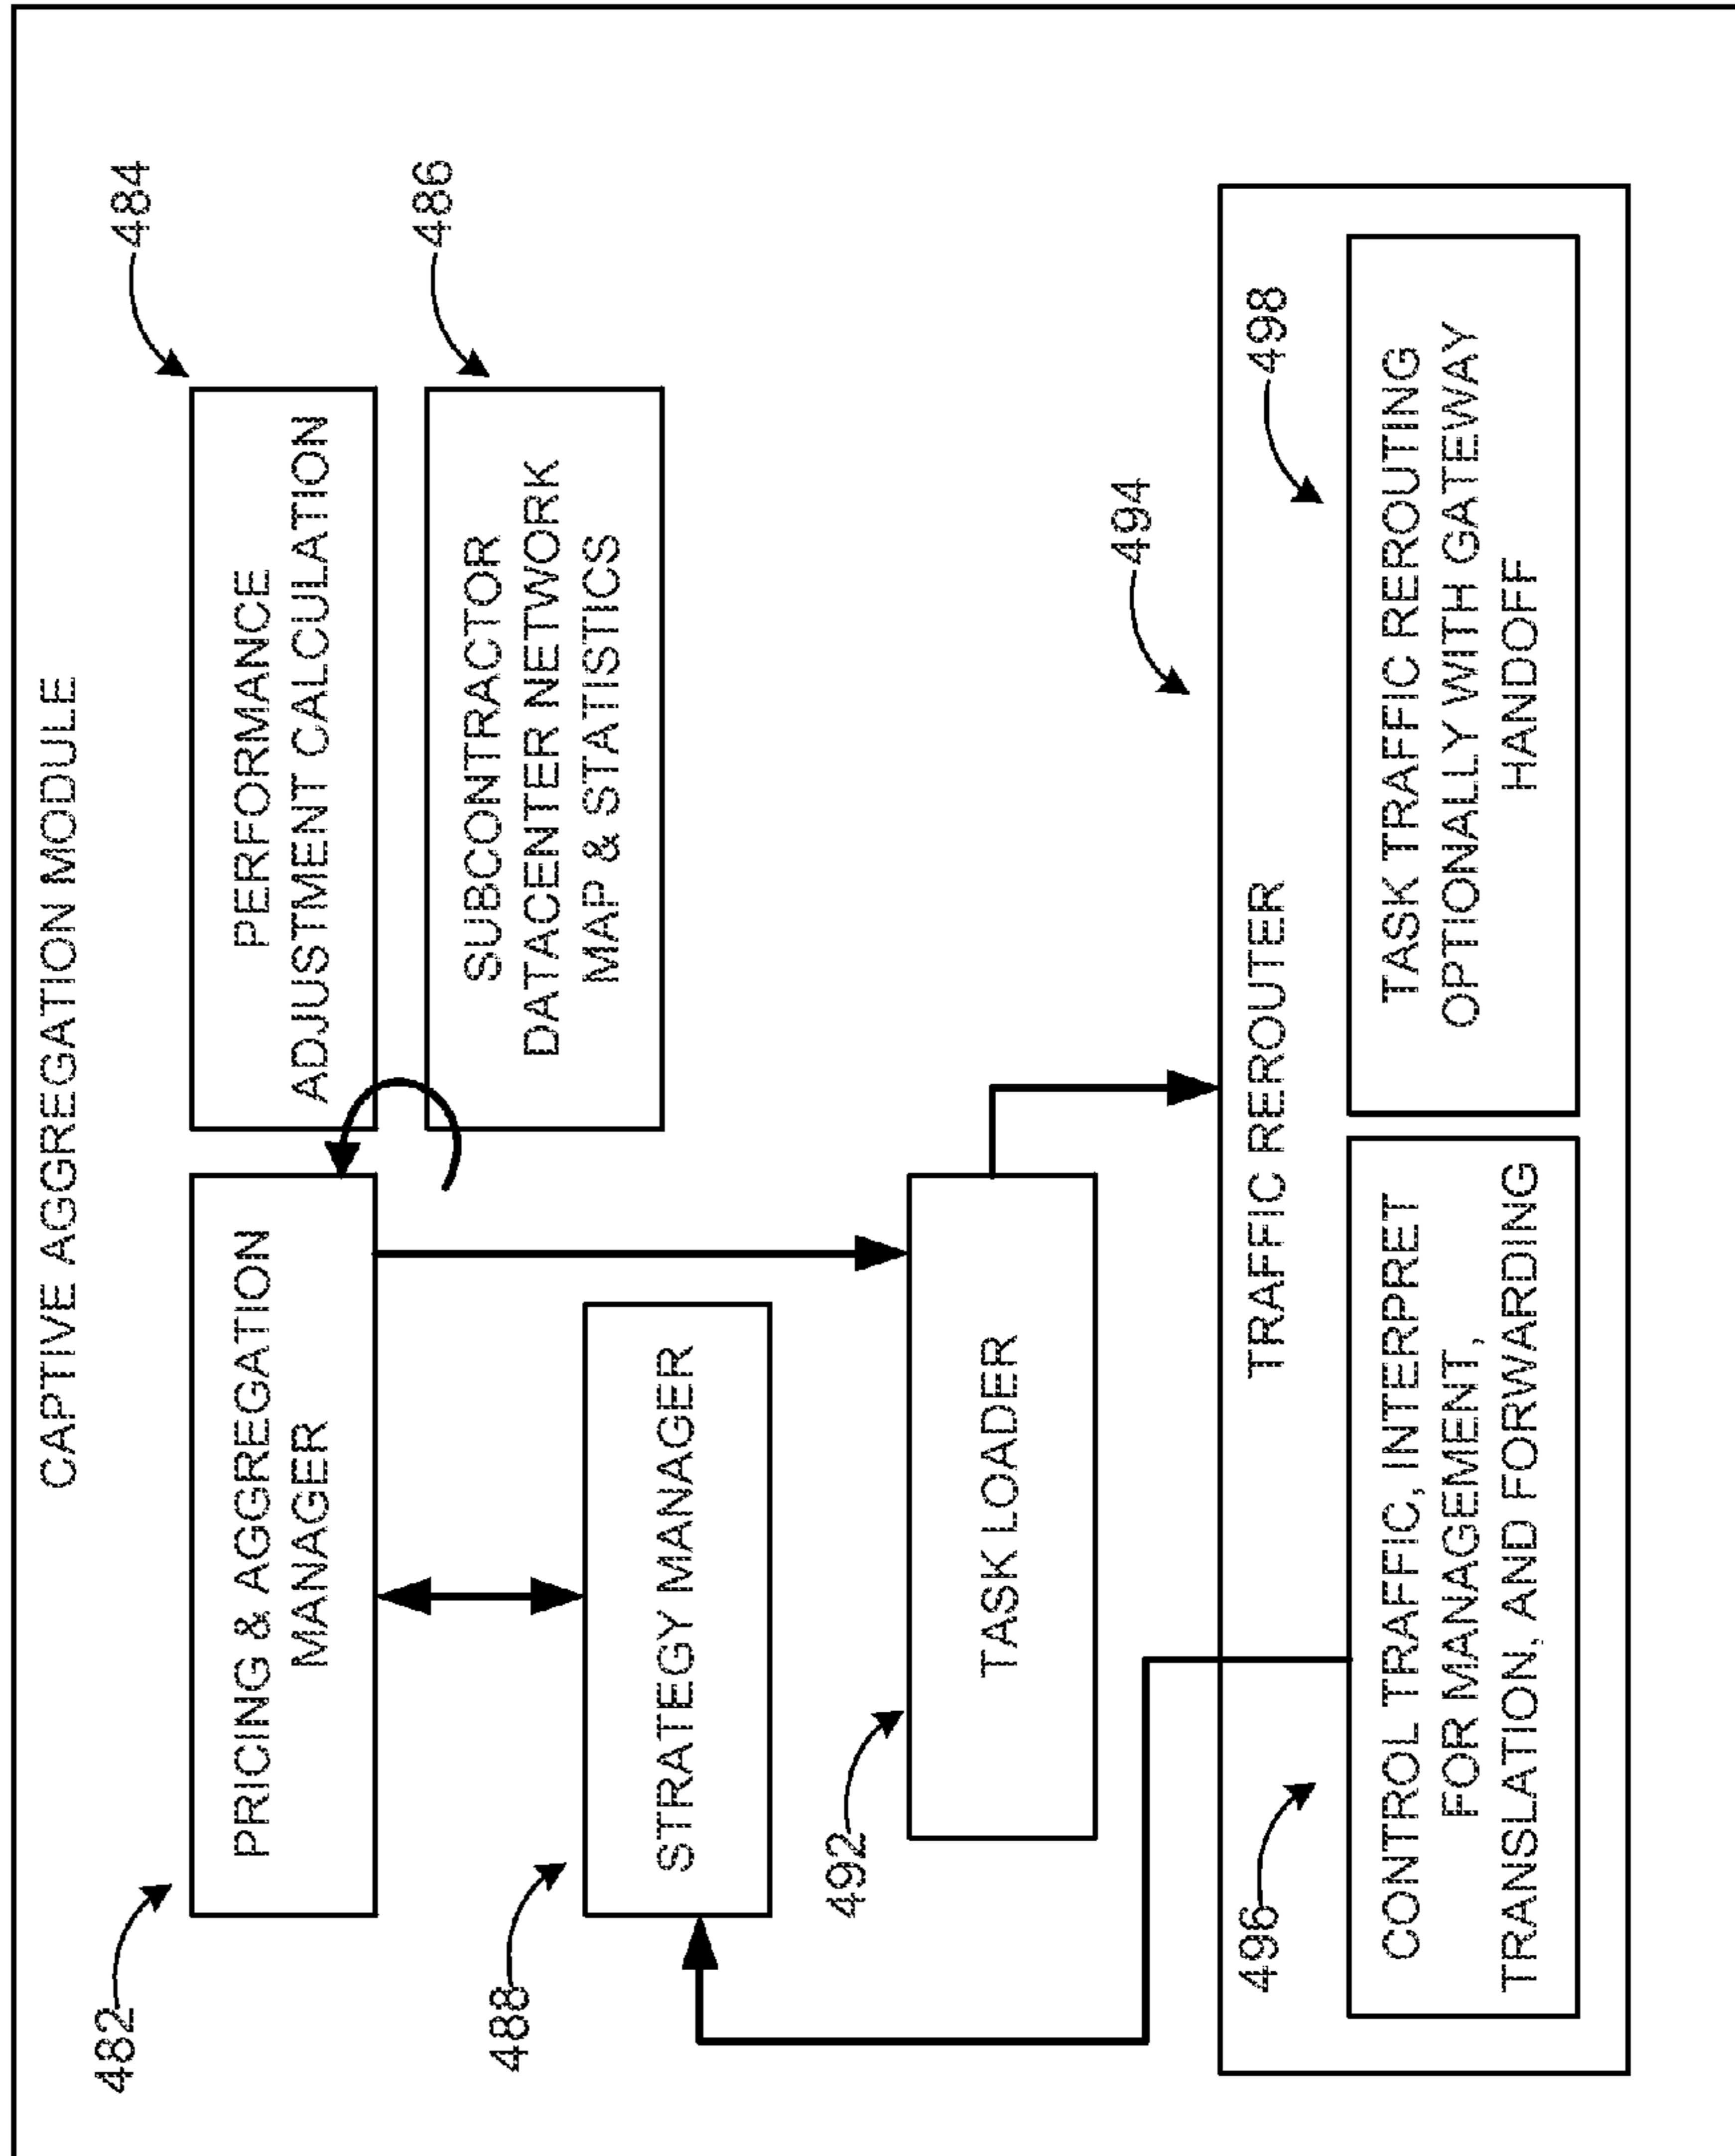 CAPTIVE AGGREGATION MODULE
482
PRICING & AGGREGATION
MANAGER
484
PERFORMANCE
ADJUSTMENT CALCULATION
486
SUBCONTRACTOR
DATACENTER NETWORK
MAP & STATISTICS
488
STRATEGY MANAGER
492
TASK LOADER
494
TRAFFIC REROUTER
496
CONTROL TRAFFIC, INTERPRET
FOR MANAGEMENT,
TRANSLATION, AND FORWARDING
498
TASK TRAFFIC REROUTING
OPTIONALLY WITH GATEWAY
HANDOFF